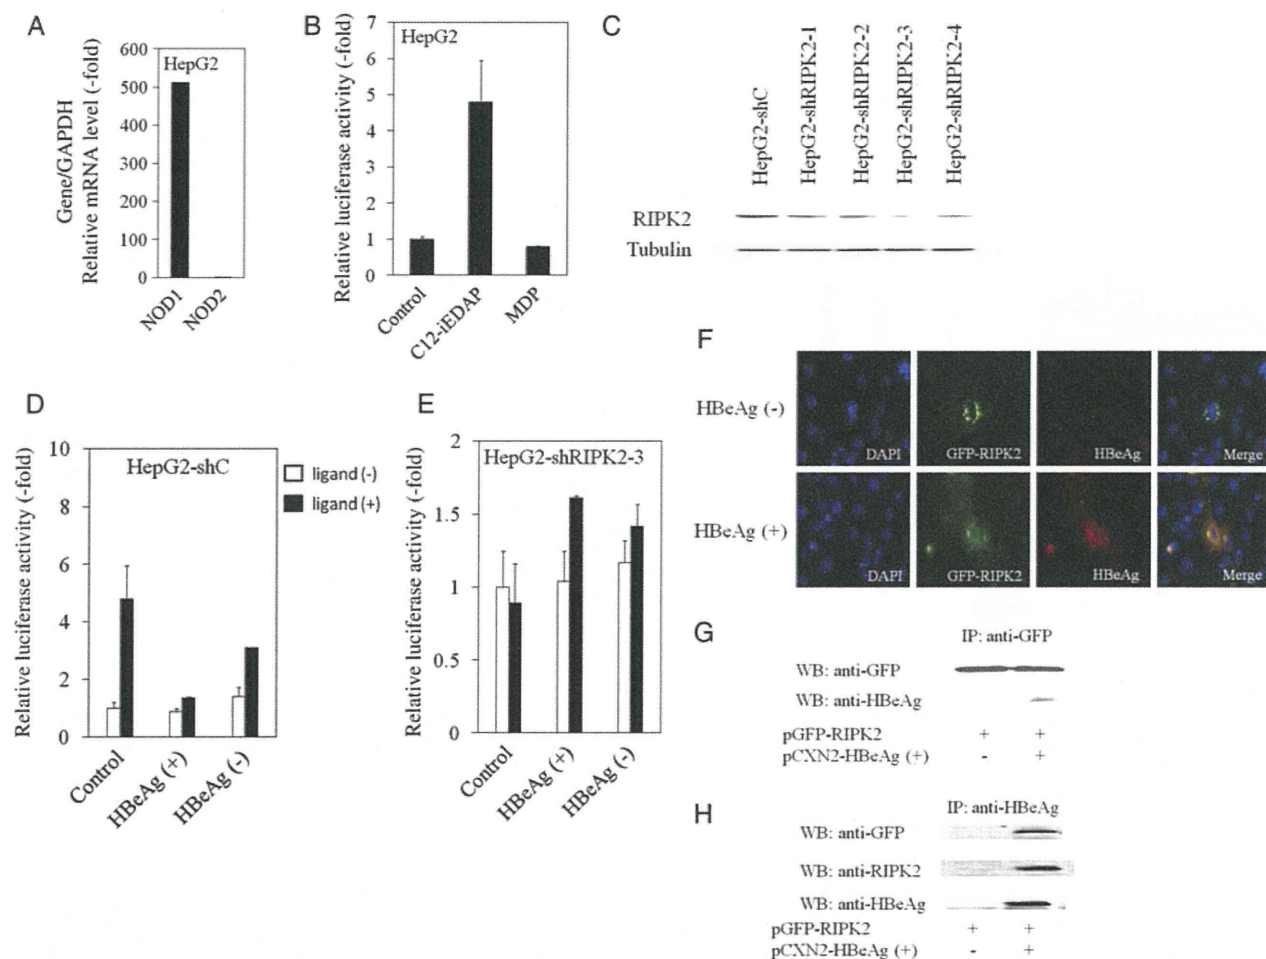 A
HepG2
Gene/GAPDH
Relative mRNA level (-fold)
600
500
400
300
200
100
0
NOD1
NOD2
B
HepG2
Relative luciferase activity (-fold)
7
6
5
4
3
2
1
0
Control
C12-iEDAP
MDP
C
HepG2-shC
HepG2-shRIPK2-1
HepG2-shRIPK2-2
HepG2-shRIPK2-3
HepG2-shRIPK2-4
RIPK2
Tubulin
D
HepG2-shC
Relative luciferase activity (-fold)
10
8
6
4
2
0
Control
HBeAg (+)
HBeAg (-)
ligand (-)
ligand (+)
E
HepG2-shRIPK2-3
Relative luciferase activity (-fold)
2
1.5
1
0.5
0
Control
HBeAg (+)
HBeAg (-)
F
HBeAg (-)
DAPI
GFP-RIPK2
HBeAg
Merge
HBeAg (+)
DAPI
GFP-RIPK2
HBeAg
Merge
G
IP: anti-GFP
WB: anti-GFP
WB: anti-HBeAg
pGFP-RIPK2 + +
pCXN2-HBeAg (+) - +
H
IP: anti-HBeAg
WB: anti-GFP
WB: anti-RIPK2
WB: anti-HBeAg
pGFP-RIPK2 + +
pCXN2-HBeAg (+) - +